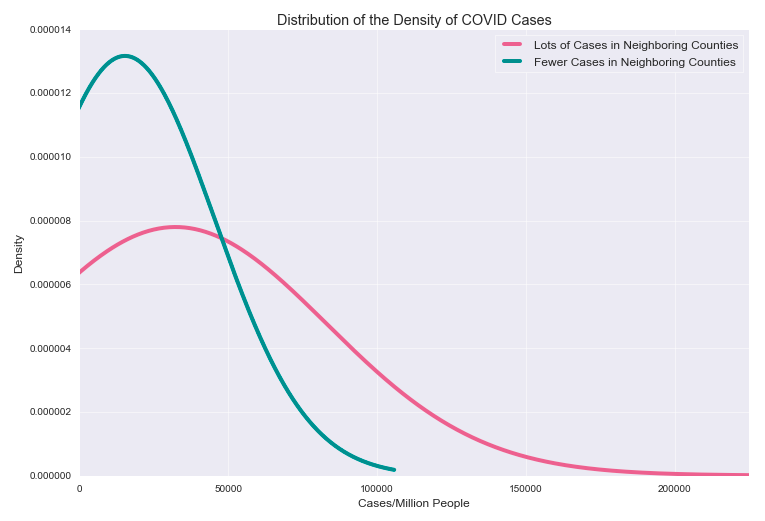 Distribution of the Density of COVID Cases
Lots of Cases in Neighboring Counties
Fewer Cases in Neighboring Counties
0.000014
0.000012
0.000010
0.000008
0.000006
0.000004
0.000002
0.000000
Density
0 50000 100000 150000 200000
Cases/Million People